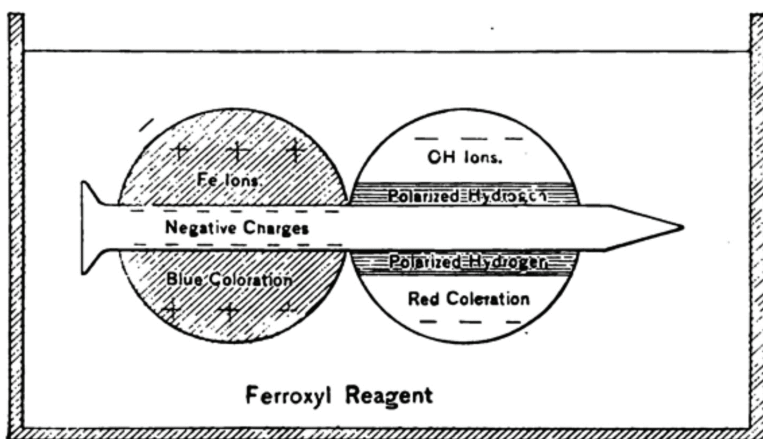 Fe Ions.
OH Ions.
Polarized Hydrogen
Negative Charges
Polarized Hydrogen
Blue Coloration
Red Coleration
Ferroxyl Reagent